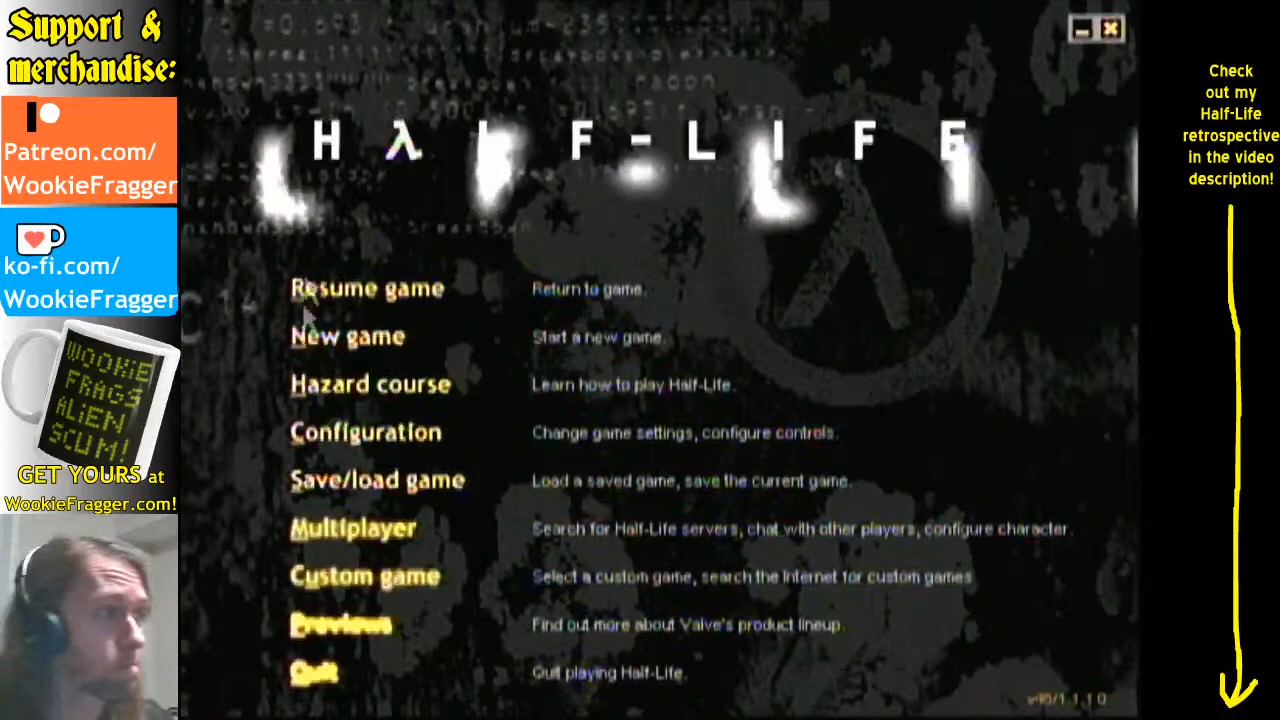 Support &
merchandise:
Patreon.com/
WookieFragger
ko-fi.com/
WookieFragger
WOOKIE
FRAGS
ALIEN
SCUM!
GET YOURS at
WookieFragger.com!
HALF-LIFE
Resume game Return to game.
New game Start a new game.
Hazard course Learn how to play Half-Life.
Configuration Change game settings, configure controls.
Save/load game Load a saved game, save the current game.
Multiplayer Search for Half-Life servers, chat with other players, configure character.
Custom game Select a custom game, search the Internet for custom games
Previews Find out more about Valve's product lineup.
Quit Quit playing Half-Life.
Check
out my
Half-Life
retrospective
in the video
description!